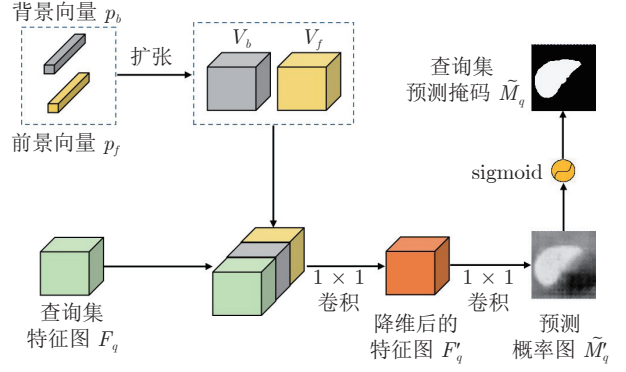 背景向量 p_b
扩张
V_b V_f
前景向量 p_f
查询集
预测掩码 M̃_q
sigmoid
1 × 1
卷积
1 × 1
卷积
查询集
特征图 F_q
降维后的
特征图 F′_q
预测
概率图 M̃′_q